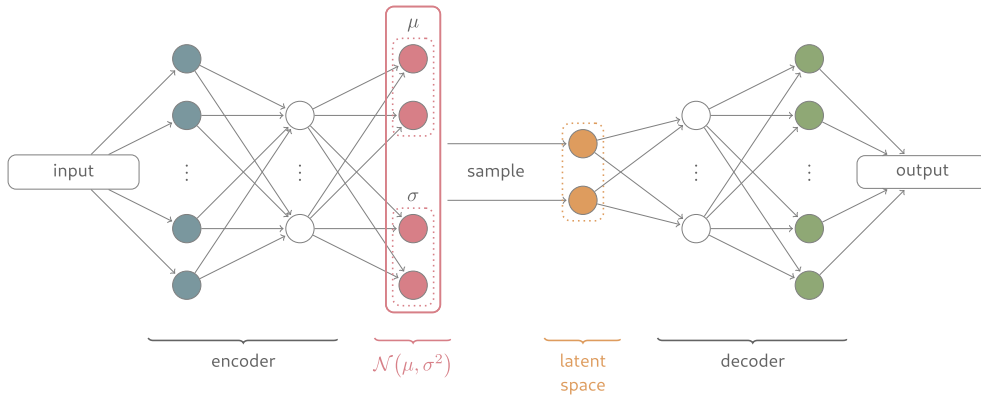 μ
input
⋮
⋮
sample
⋮
⋮
output
σ
encoder
𝒩(μ, σ²)
latent
space
decoder